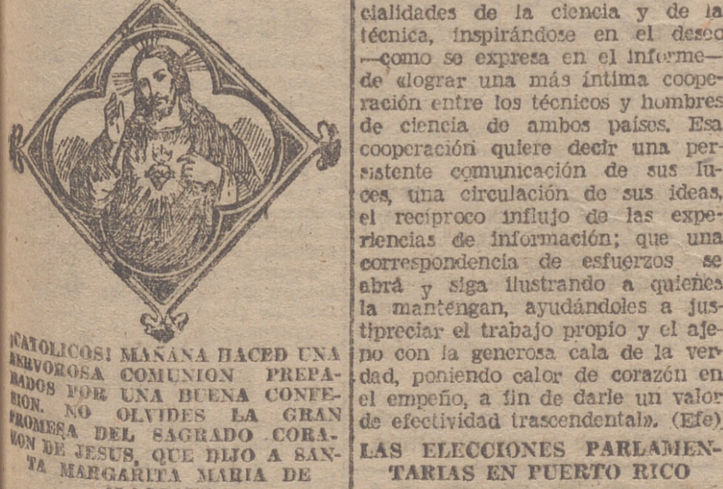 ¡CATOLICOS! MAÑANA HACED UNA
FERVOROSA COMUNION PREPA-
RADOS POR UNA BUENA CONFE-
SION. NO OLVIDES LA GRAN
PROMESA DEL SAGRADO CORA-
ZON DE JESUS, QUE DIJO A SAN-
TA MARGARITA MARIA DE
cialidades de la ciencia y de la
técnica, inspirándose en el deseo
—como se expresa en el informe—
de «lograr una más íntima coope-
ración entre los técnicos y hombres
de ciencia de ambos países. Esa
cooperación quiere decir una per-
sistente comunicación de sus lu-
ces, una circulación de sus ideas,
el recíproco influjo de las expe-
riencias de información; que una
correspondencia de esfuerzos se
abrá y siga ilustrando a quienes
la mantengan, ayudándoles a jus-
tipreciar el trabajo propio y el aje-
no con la generosa cala de la ver-
dad, poniendo calor de corazón en
el empeño, a fin de darle un valor
de efectividad trascendental». (Efe)
LAS ELECCIONES PARLAMEN-
TARIAS EN PUERTO RICO